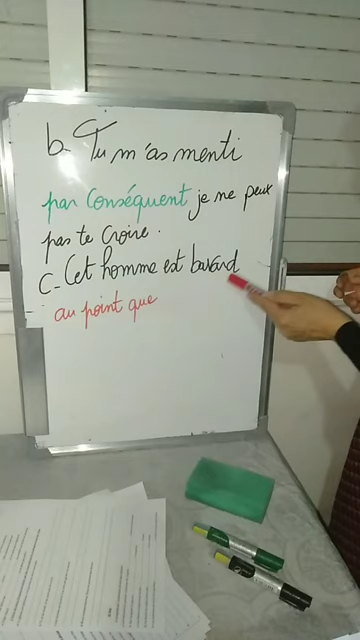 b- Tu m'as menti
par conséquent je ne peux
pas te croire.
C- Cet homme est bavard
au point que